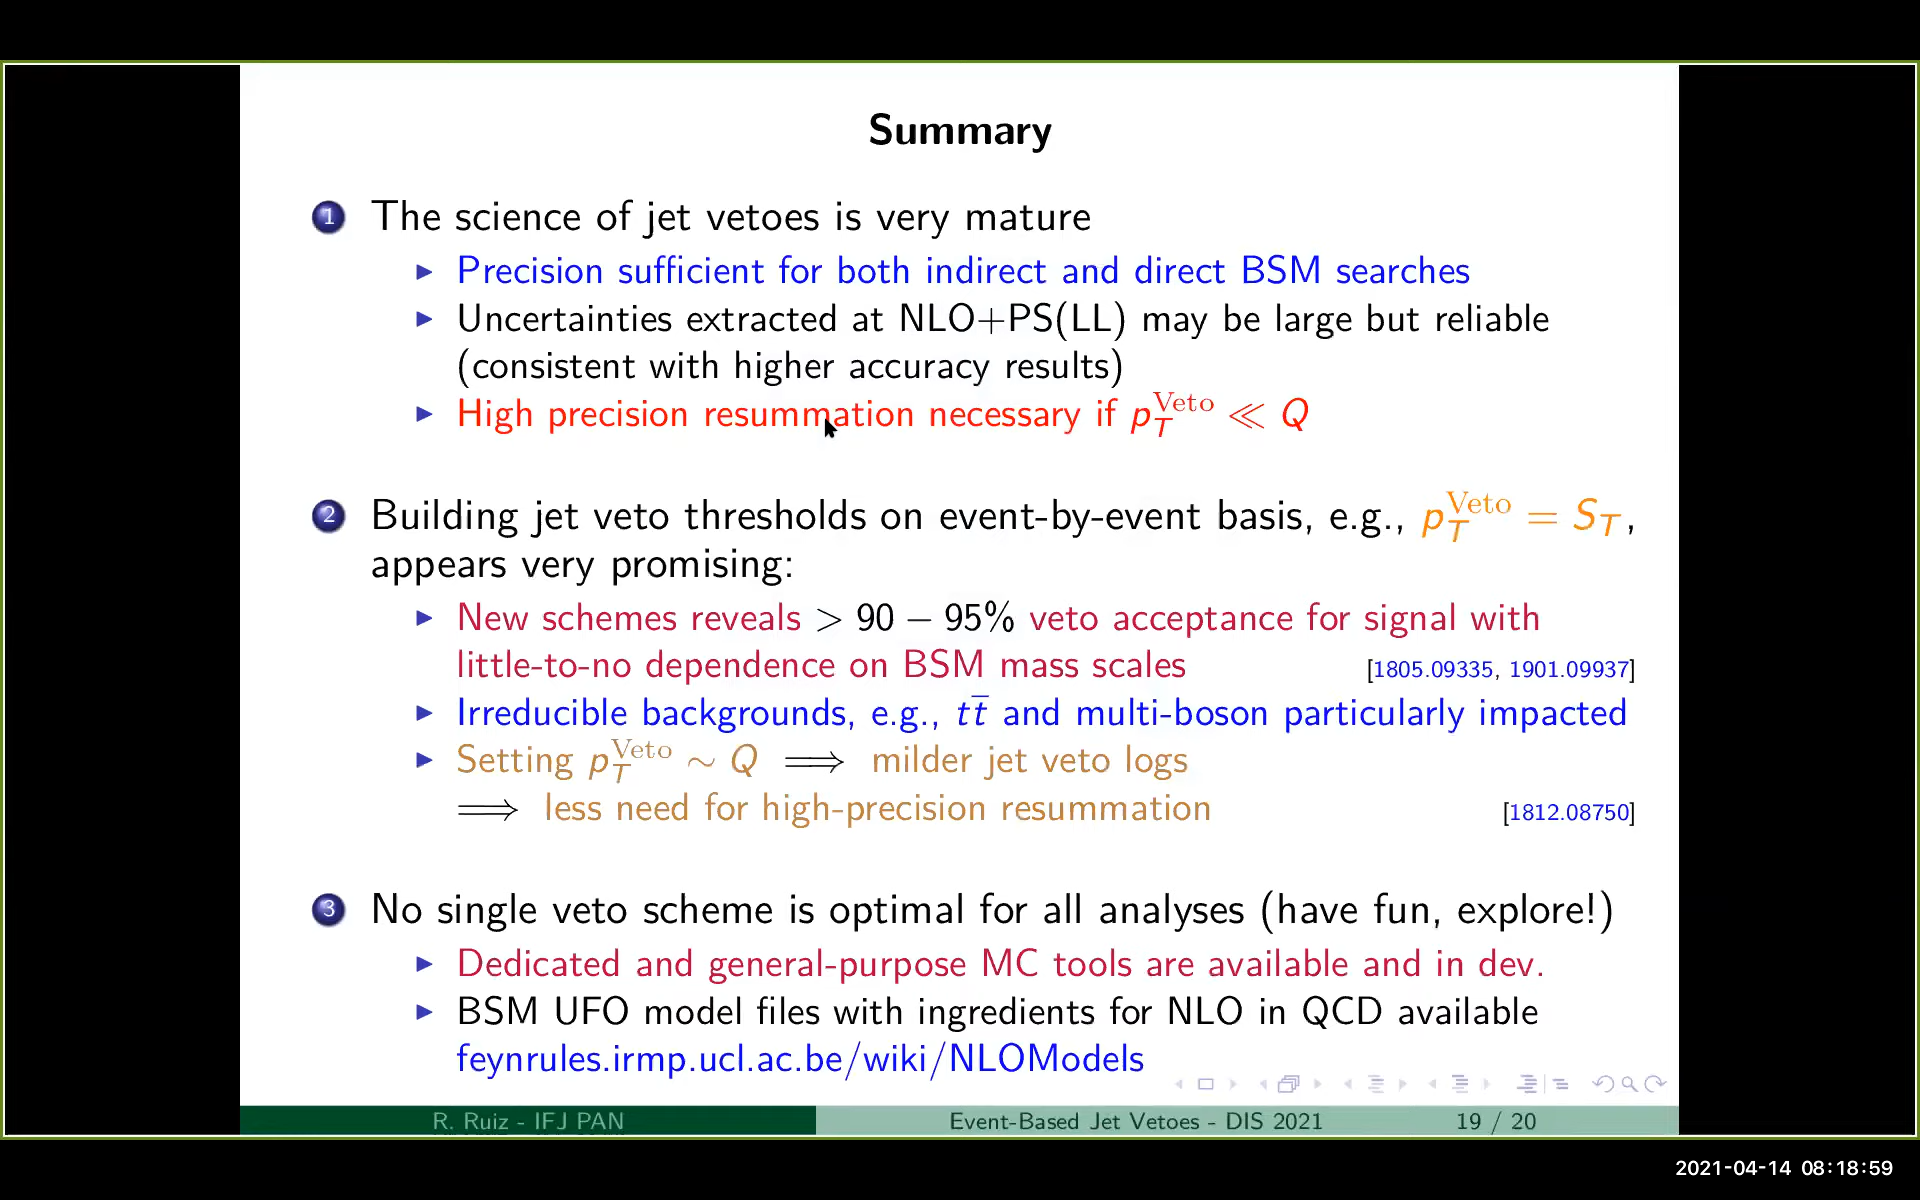 Summary
1 The science of jet vetoes is very mature
▶ Precision sufficient for both indirect and direct BSM searches
▶ Uncertainties extracted at NLO+PS(LL) may be large but reliable
(consistent with higher accuracy results)
▶ High precision resummation necessary if p_T^Veto ≪ Q
2 Building jet veto thresholds on event-by-event basis, e.g., p_T^Veto = S_T,
appears very promising:
▶ New schemes reveals > 90 − 95% veto acceptance for signal with
little-to-no dependence on BSM mass scales [1805.09335, 1901.09937]
▶ Irreducible backgrounds, e.g., tt̅ and multi-boson particularly impacted
▶ Setting p_T^Veto ∼ Q ⟹ milder jet veto logs
⟹ less need for high-precision resummation [1812.08750]
3 No single veto scheme is optimal for all analyses (have fun, explore!)
▶ Dedicated and general-purpose MC tools are available and in dev.
▶ BSM UFO model files with ingredients for NLO in QCD available
feynrules.irmp.ucl.ac.be/wiki/NLOModels
R. Ruiz - IFJ PAN Event-Based Jet Vetoes - DIS 2021 19 / 20
2021-04-14 08:18:59